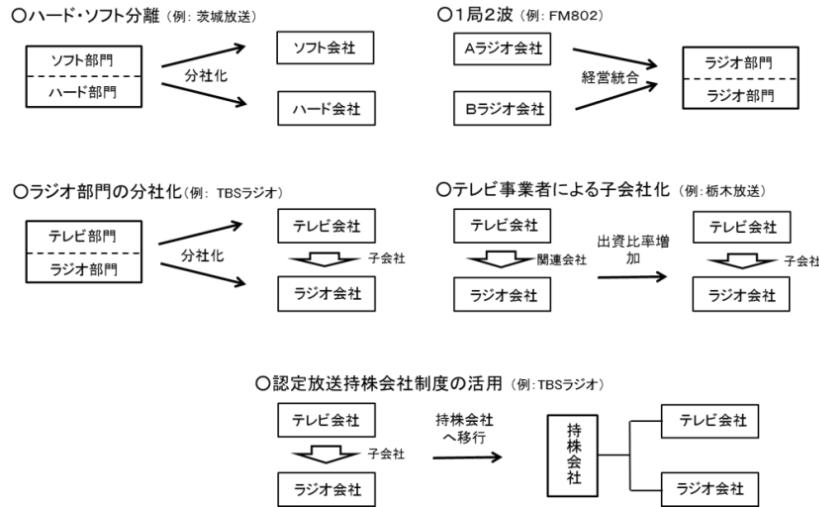 〇ハード・ソフト分離 (例: 茨城放送)
ソフト部門
ハード部門
分社化
ソフト会社
ハード会社
〇1局2波 (例: FM802)
Aラジオ会社
Bラジオ会社
経営統合
ラジオ部門
ラジオ部門
〇ラジオ部門の分社化(例: TBSラジオ)
テレビ部門
ラジオ部門
分社化
テレビ会社
子会社
ラジオ会社
〇テレビ事業者による子会社化 (例:栃木放送)
テレビ会社
関連会社
ラジオ会社
出資比率増
加
テレビ会社
子会社
ラジオ会社
〇認定放送持株会社制度の活用 (例:TBSラジオ)
テレビ会社
子会社
ラジオ会社
持株会社
へ移行
持株会社
テレビ会社
ラジオ会社